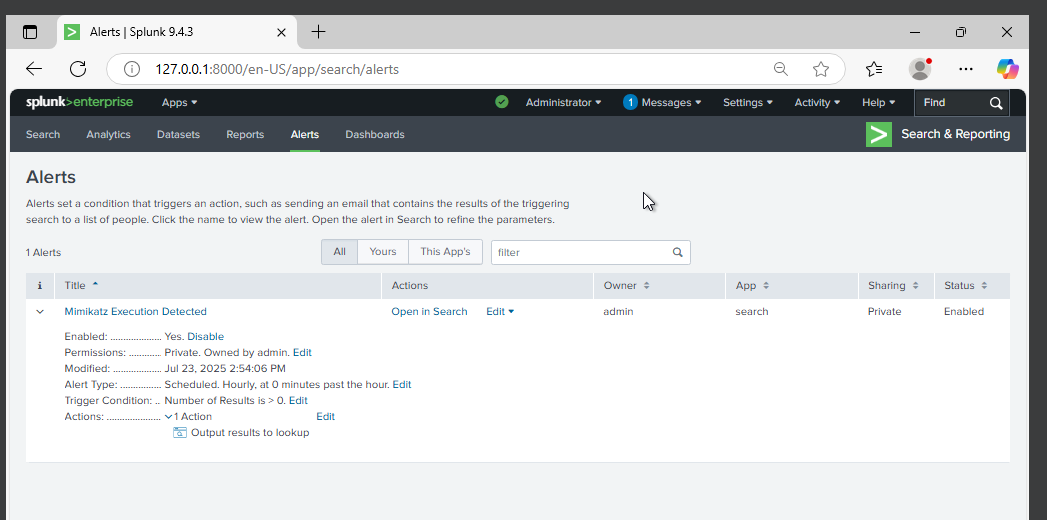 Alerts | Splunk 9.4.3
127.0.0.1:8000/en-US/app/search/alerts
splunk>enterprise Apps Administrator 1 Messages Settings Activity Help Find
Search Analytics Datasets Reports Alerts Dashboards Search & Reporting
Alerts
Alerts set a condition that triggers an action, such as sending an email that contains the results of the triggering
search to a list of people. Click the name to view the alert. Open the alert in Search to refine the parameters.
1 Alerts All Yours This App's filter
i Title Actions Owner App Sharing Status
Mimikatz Execution Detected Open in Search Edit admin search Private Enabled
Enabled: ..................... Yes. Disable
Permissions: ............. Private. Owned by admin. Edit
Modified: .................... Jul 23, 2025 2:54:06 PM
Alert Type: ................. Scheduled. Hourly, at 0 minutes past the hour. Edit
Trigger Condition: .. Number of Results is > 0. Edit
Actions: ...................... 1 Action Edit
Output results to lookup